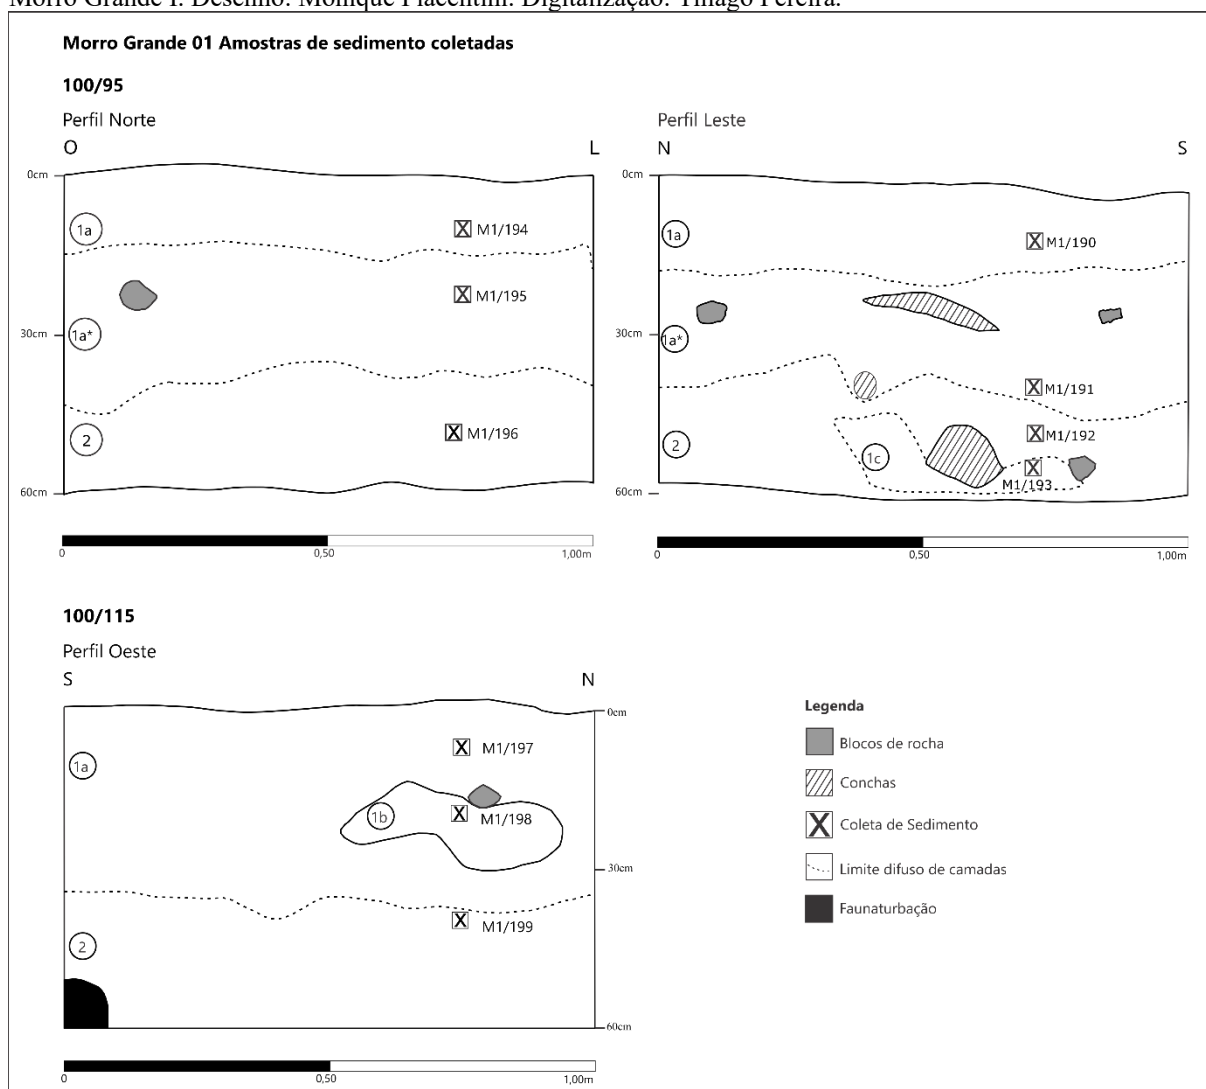 Morro Grande I. Desenho: Monique Placentini. Digitalização: Thiago Pereira.
Morro Grande 01 Amostras de sedimento coletadas
100/95
Perfil Norte
O L
0cm
1a
M1/194
M1/195
30cm
1a*
2
M1/196
60cm
0 0,50 1,00m
Perfil Leste
N S
0cm
1a
M1/190
30cm
1a*
M1/191
2
M1/192
1c
M1/193
60cm
0 0,50 1,00m
100/115
Perfil Oeste
S N
0cm
M1/197
1a
1b
M1/198
30cm
M1/199
2
60cm
0 0,50 1,00m
Legenda
Blocos de rocha
Conchas
X Coleta de Sedimento
Limite difuso de camadas
Faunaturbação